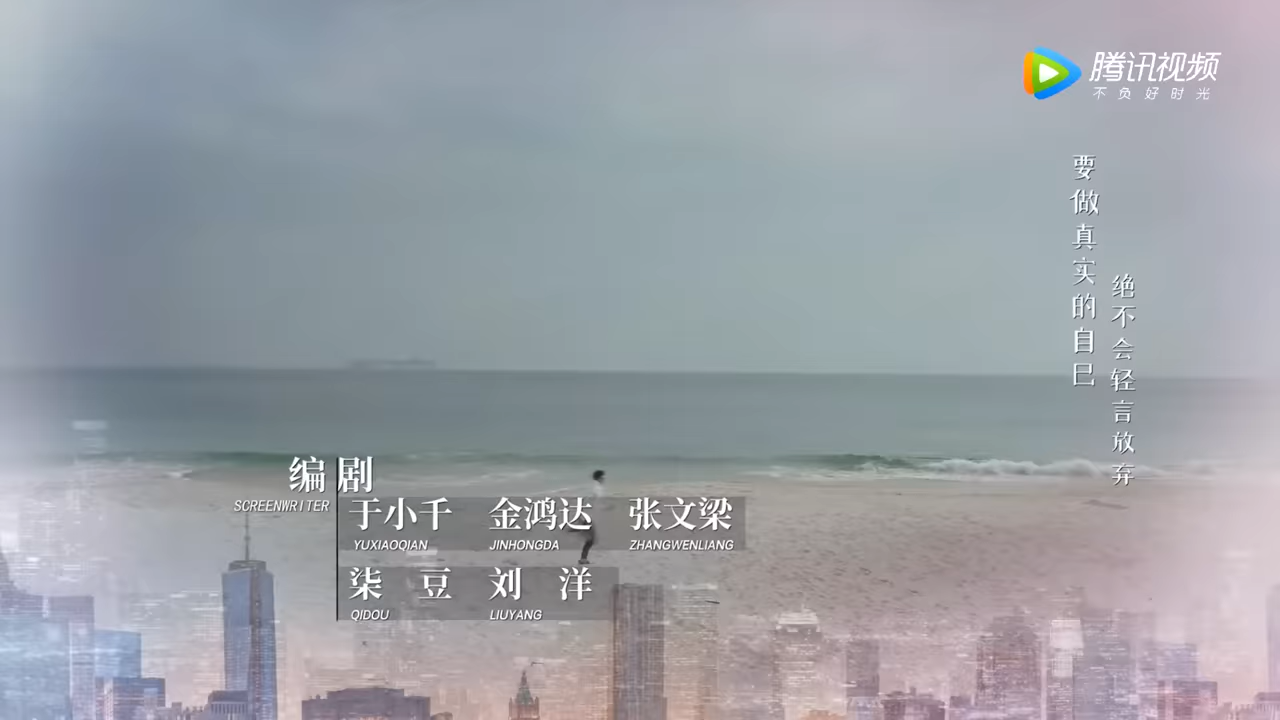 腾讯视频
不负好时光
要做真实的自己
绝不会轻言放弃
编剧
SCREENWRITER
于小千 金鸿达 张文梁
YUXIAOQIAN JINHONGDA ZHANGWENLIANG
柒豆 刘洋
QIDOU LIUYANG